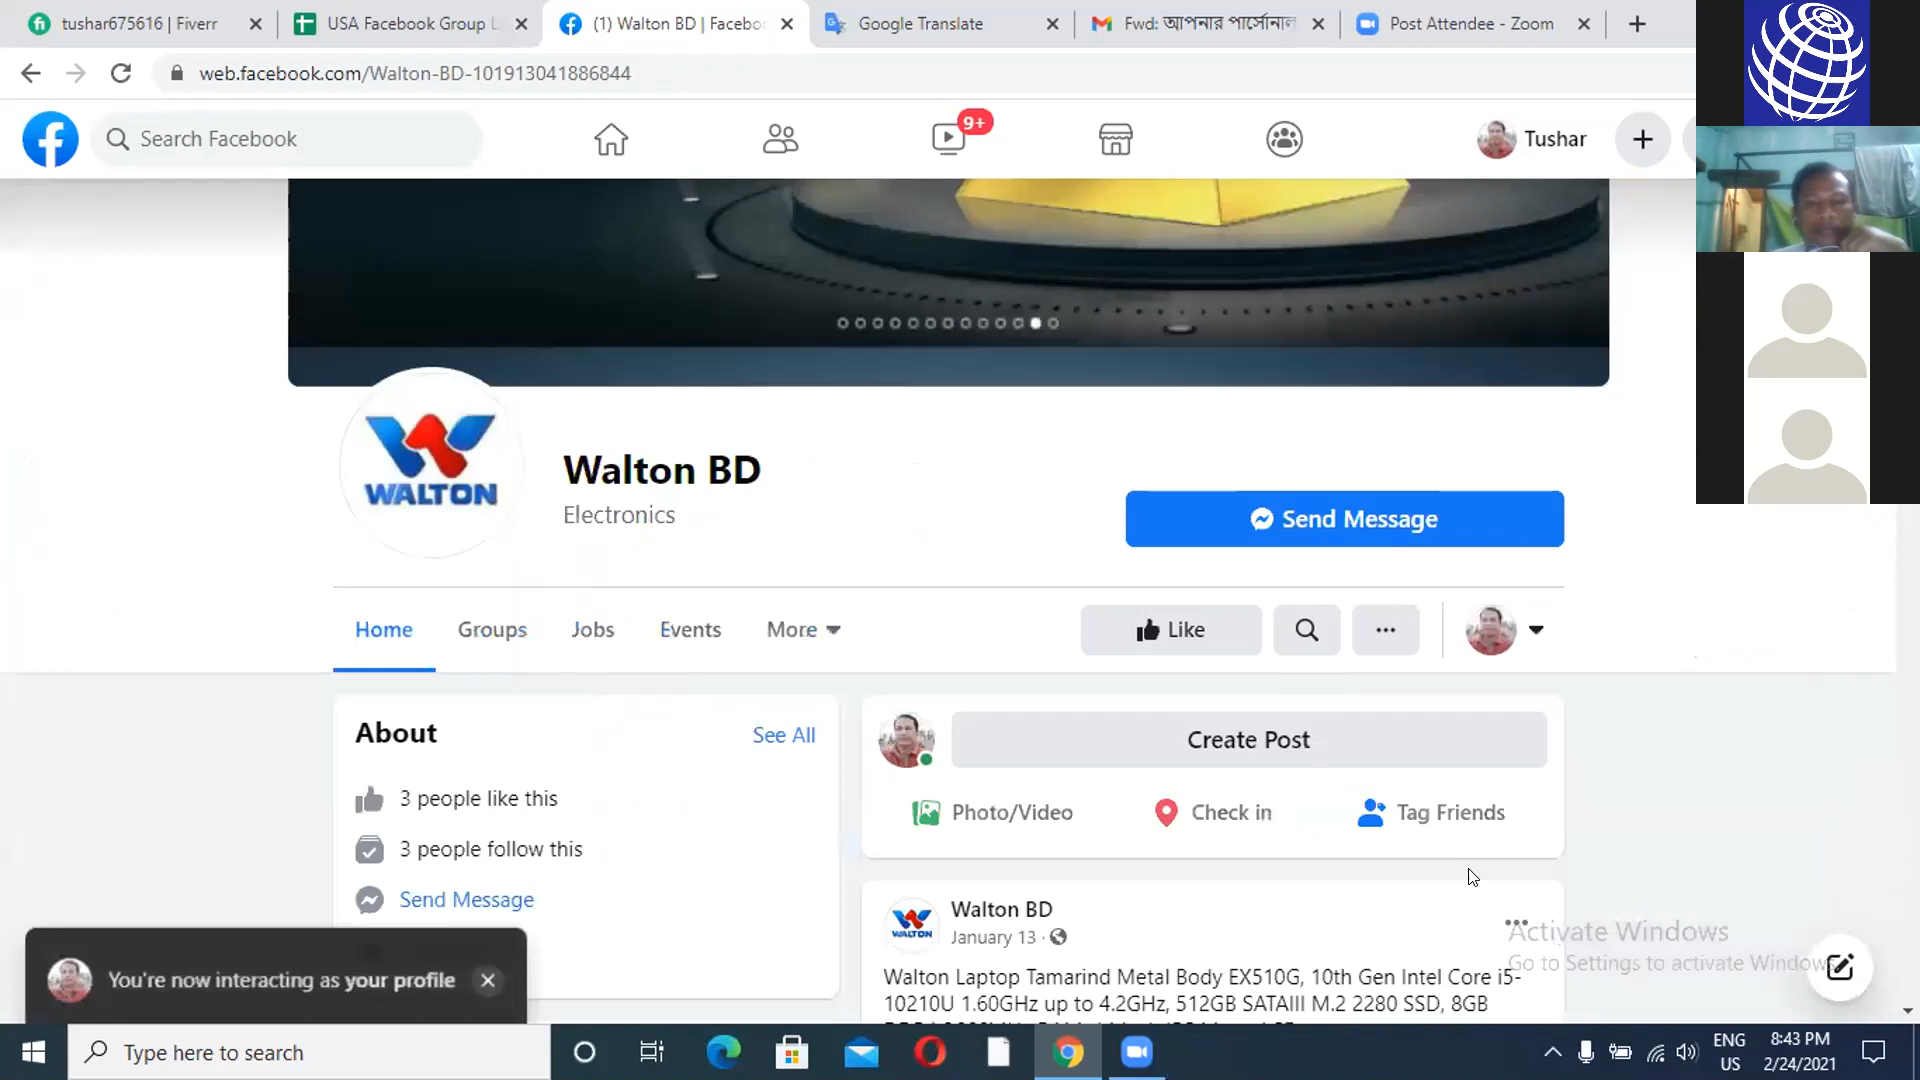 tushar675616 | Fiverr
USA Facebook Group Li
(1) Walton BD | Faceboo
Google Translate
Fwd: আপনার পার্সোনাল
Post Attendee - Zoom
web.facebook.com/Walton-BD-101913041886844
Search Facebook
9+
Tushar
WALTON
Walton BD
Electronics
Send Message
Home
Groups
Jobs
Events
More
Like
About
See All
3 people like this
3 people follow this
Send Message
Create Post
Photo/Video
Check in
Tag Friends
WALTON
Walton BD
January 13 ·
Walton Laptop Tamarind Metal Body EX510G, 10th Gen Intel Core i5-
10210U 1.60GHz up to 4.2GHz, 512GB SATAIII M.2 2280 SSD, 8GB
You're now interacting as your profile
Activate Windows
Go to Settings to activate Windows
Type here to search
ENG
US
8:43 PM
2/24/2021